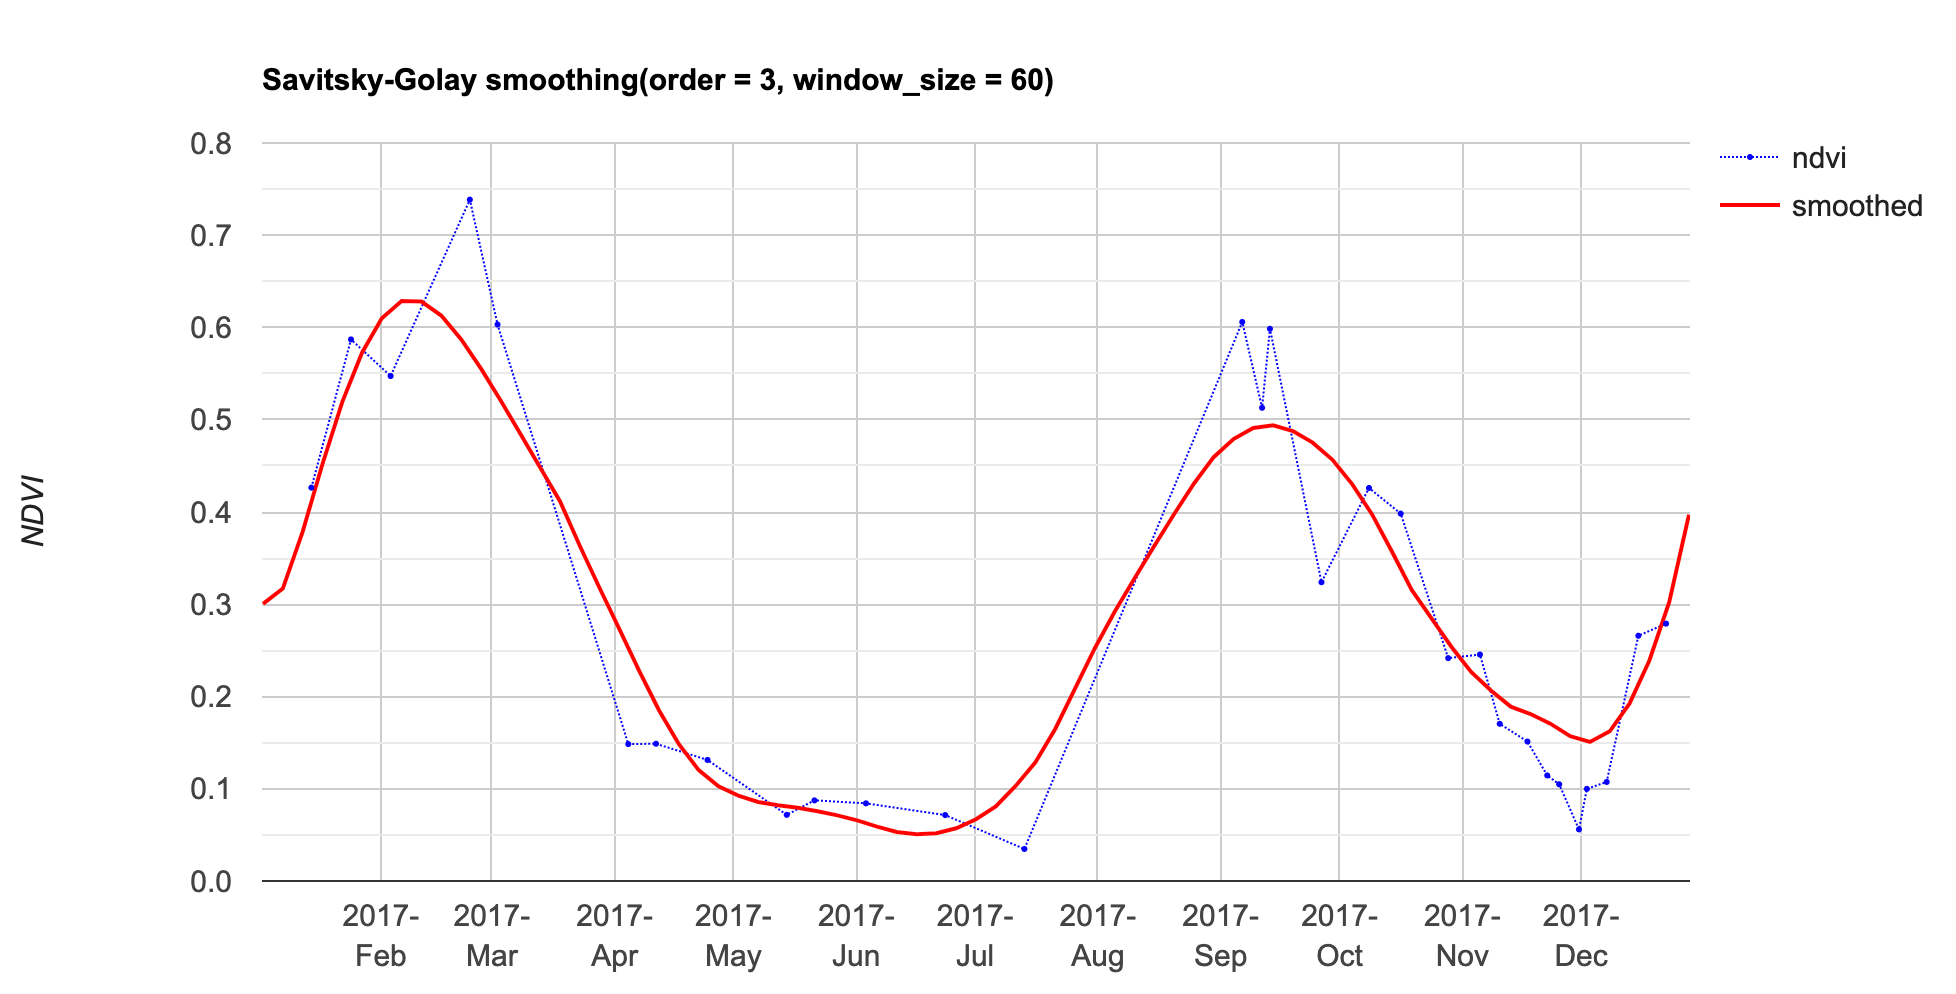 Savitsky-Golay smoothing(order = 3, window_size = 60)
ndvi
smoothed
NDVI
0.8
0.7
0.6
0.5
0.4
0.3
0.2
0.1
0.0
2017-
Feb
2017-
Mar
2017-
Apr
2017-
May
2017-
Jun
2017-
Jul
2017-
Aug
2017-
Sep
2017-
Oct
2017-
Nov
2017-
Dec